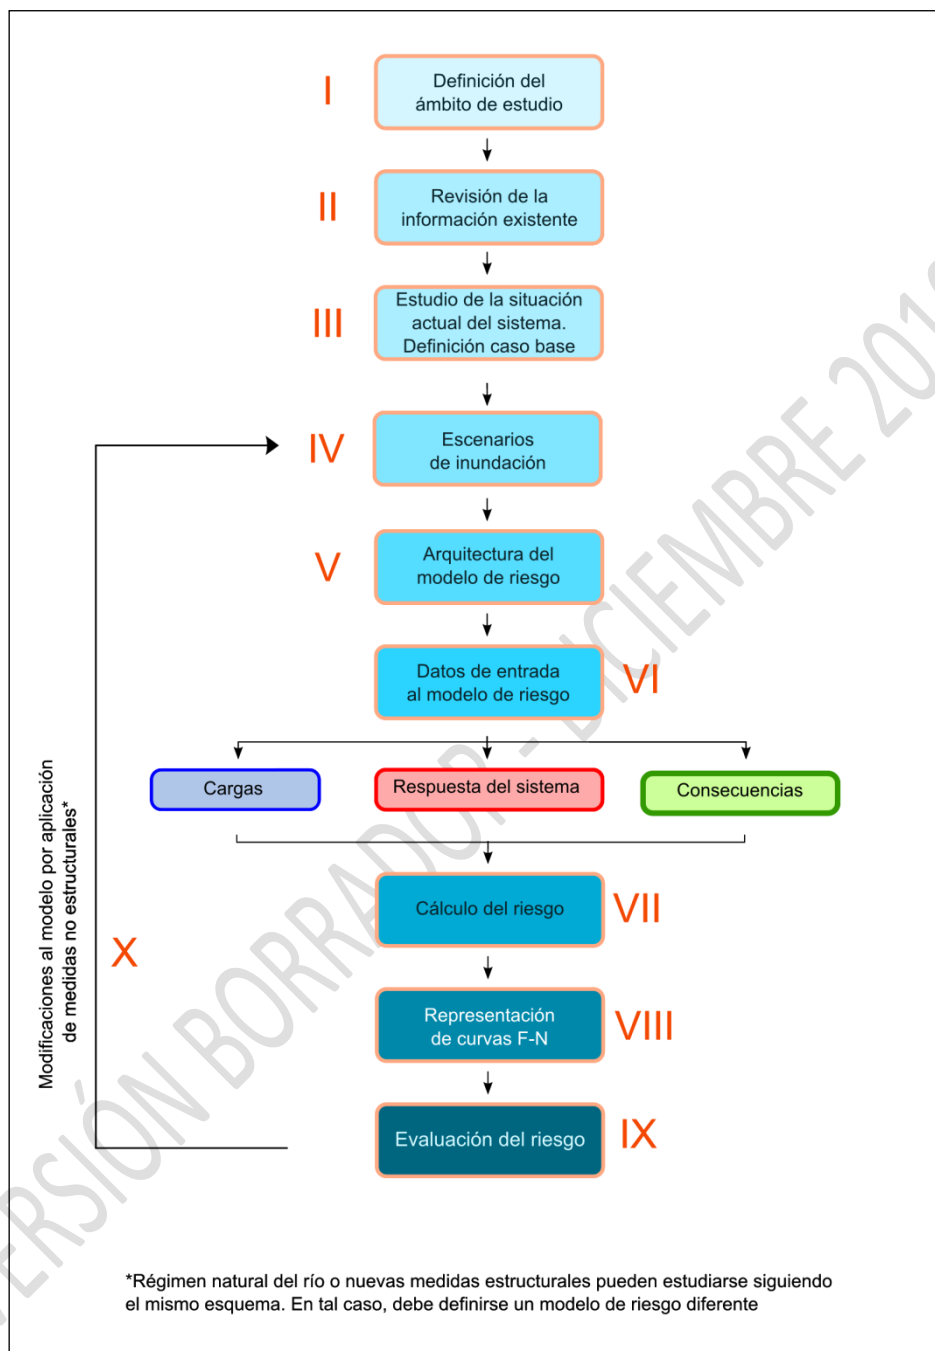 I
Definición del
ámbito de estudio
II
Revisión de la
información existente
III
Estudio de la situación
actual del sistema.
Definición caso base
IV
Escenarios
de inundación
V
Arquitectura del
modelo de riesgo
Datos de entrada
al modelo de riesgo
VI
Cargas
Respuesta del sistema
Consecuencias
Cálculo del riesgo
VII
Representación
de curvas F-N
VIII
Evaluación del riesgo
IX
X
Modificaciones al modelo por aplicación
de medidas no estructurales*
*Régimen natural del río o nuevas medidas estructurales pueden estudiarse siguiendo
el mismo esquema. En tal caso, debe definirse un modelo de riesgo diferente
VERSIÓN BORRADOR - DICIEMBRE